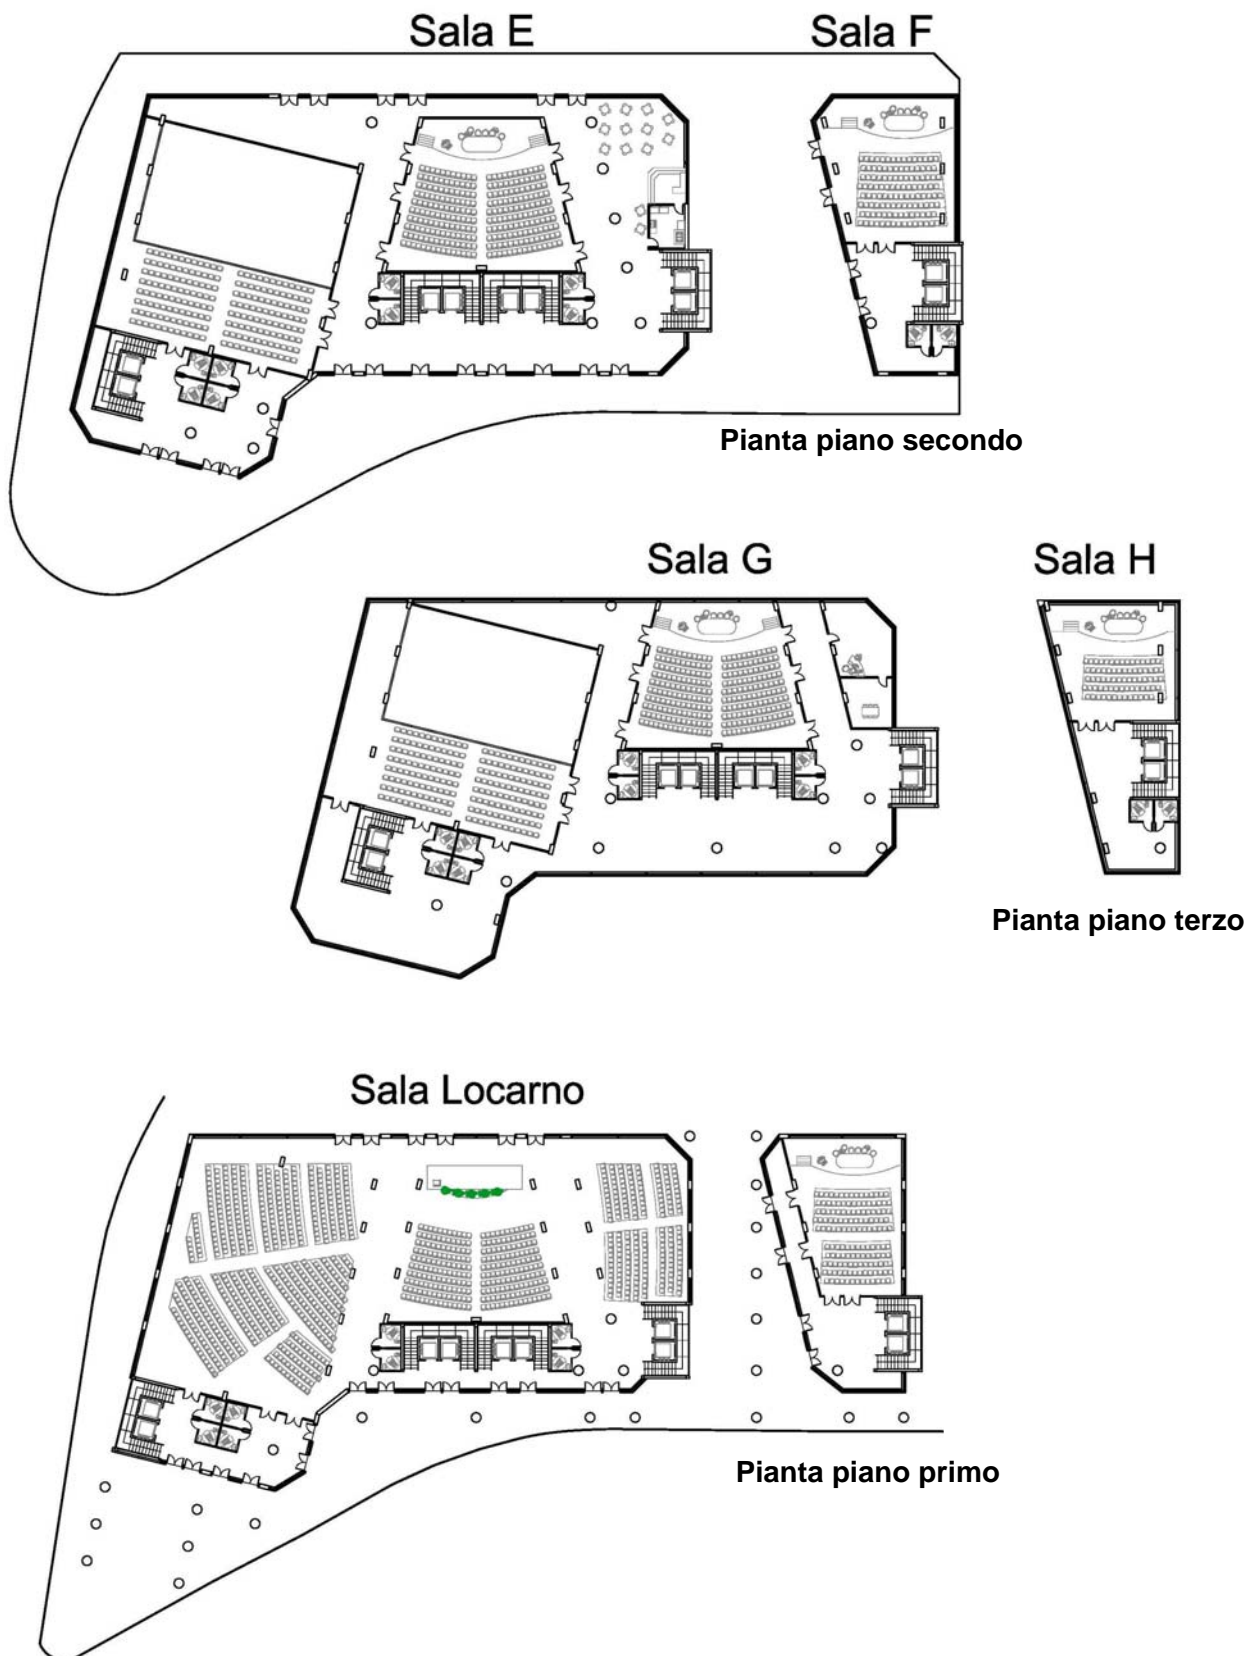 Sala E
Sala F
Pianta piano secondo
Sala G
Sala H
Pianta piano terzo
Sala Locarno
Pianta piano primo